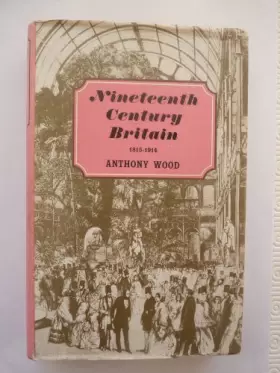 Nineteenth
Century
Britain
1815-1914
ANTHONY WOOD